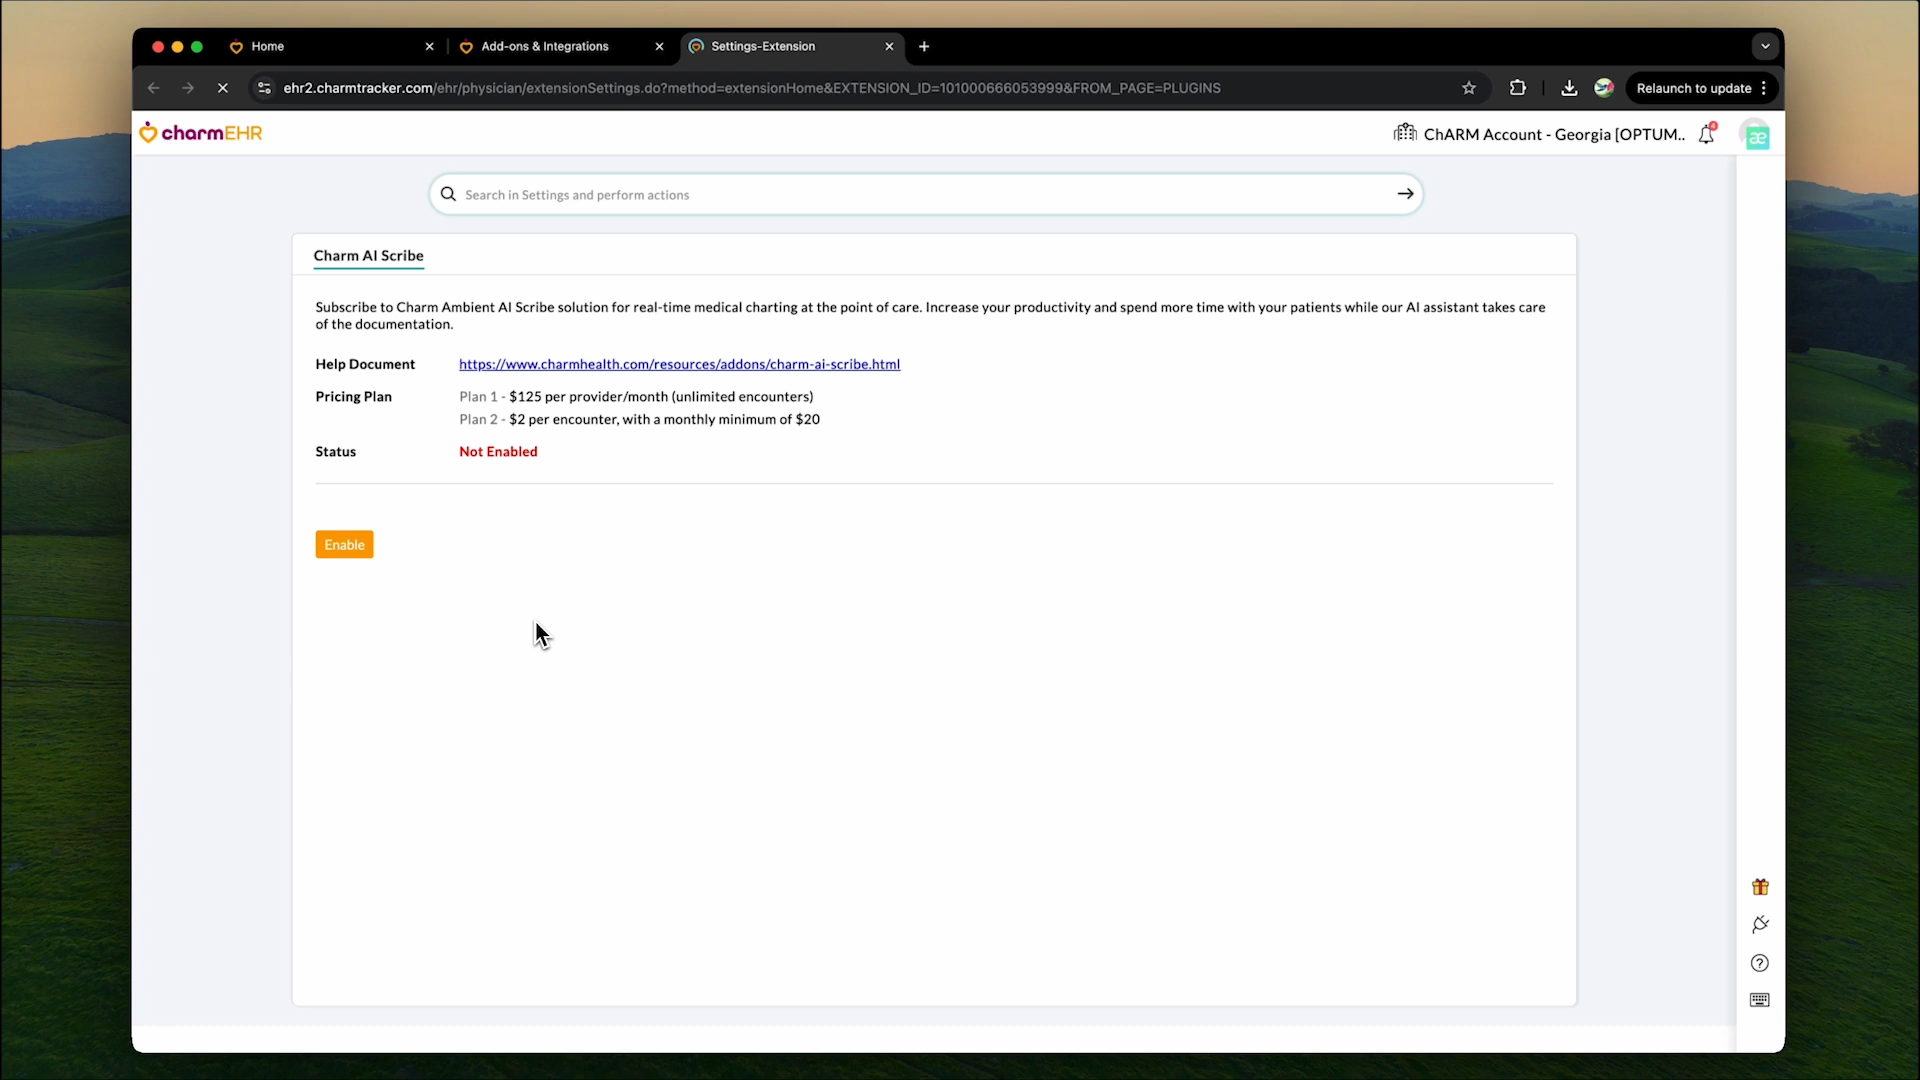 Home
Add-ons & Integrations
Settings-Extension
ehr2.charmtracker.com/ehr/physician/extensionSettings.do?method=extensionHome&EXTENSION_ID=101000666053999&FROM_PAGE=PLUGINS
Relaunch to update
charmEHR
ChARM Account - Georgia [OPTUM..
4
æ
Search in Settings and perform actions
Charm AI Scribe
Subscribe to Charm Ambient AI Scribe solution for real-time medical charting at the point of care. Increase your productivity and spend more time with your patients while our AI assistant takes care
of the documentation.
Help Document https://www.charmhealth.com/resources/addons/charm-ai-scribe.html
Pricing Plan Plan 1 - $125 per provider/month (unlimited encounters)
Plan 2 - $2 per encounter, with a monthly minimum of $20
Status Not Enabled
Enable